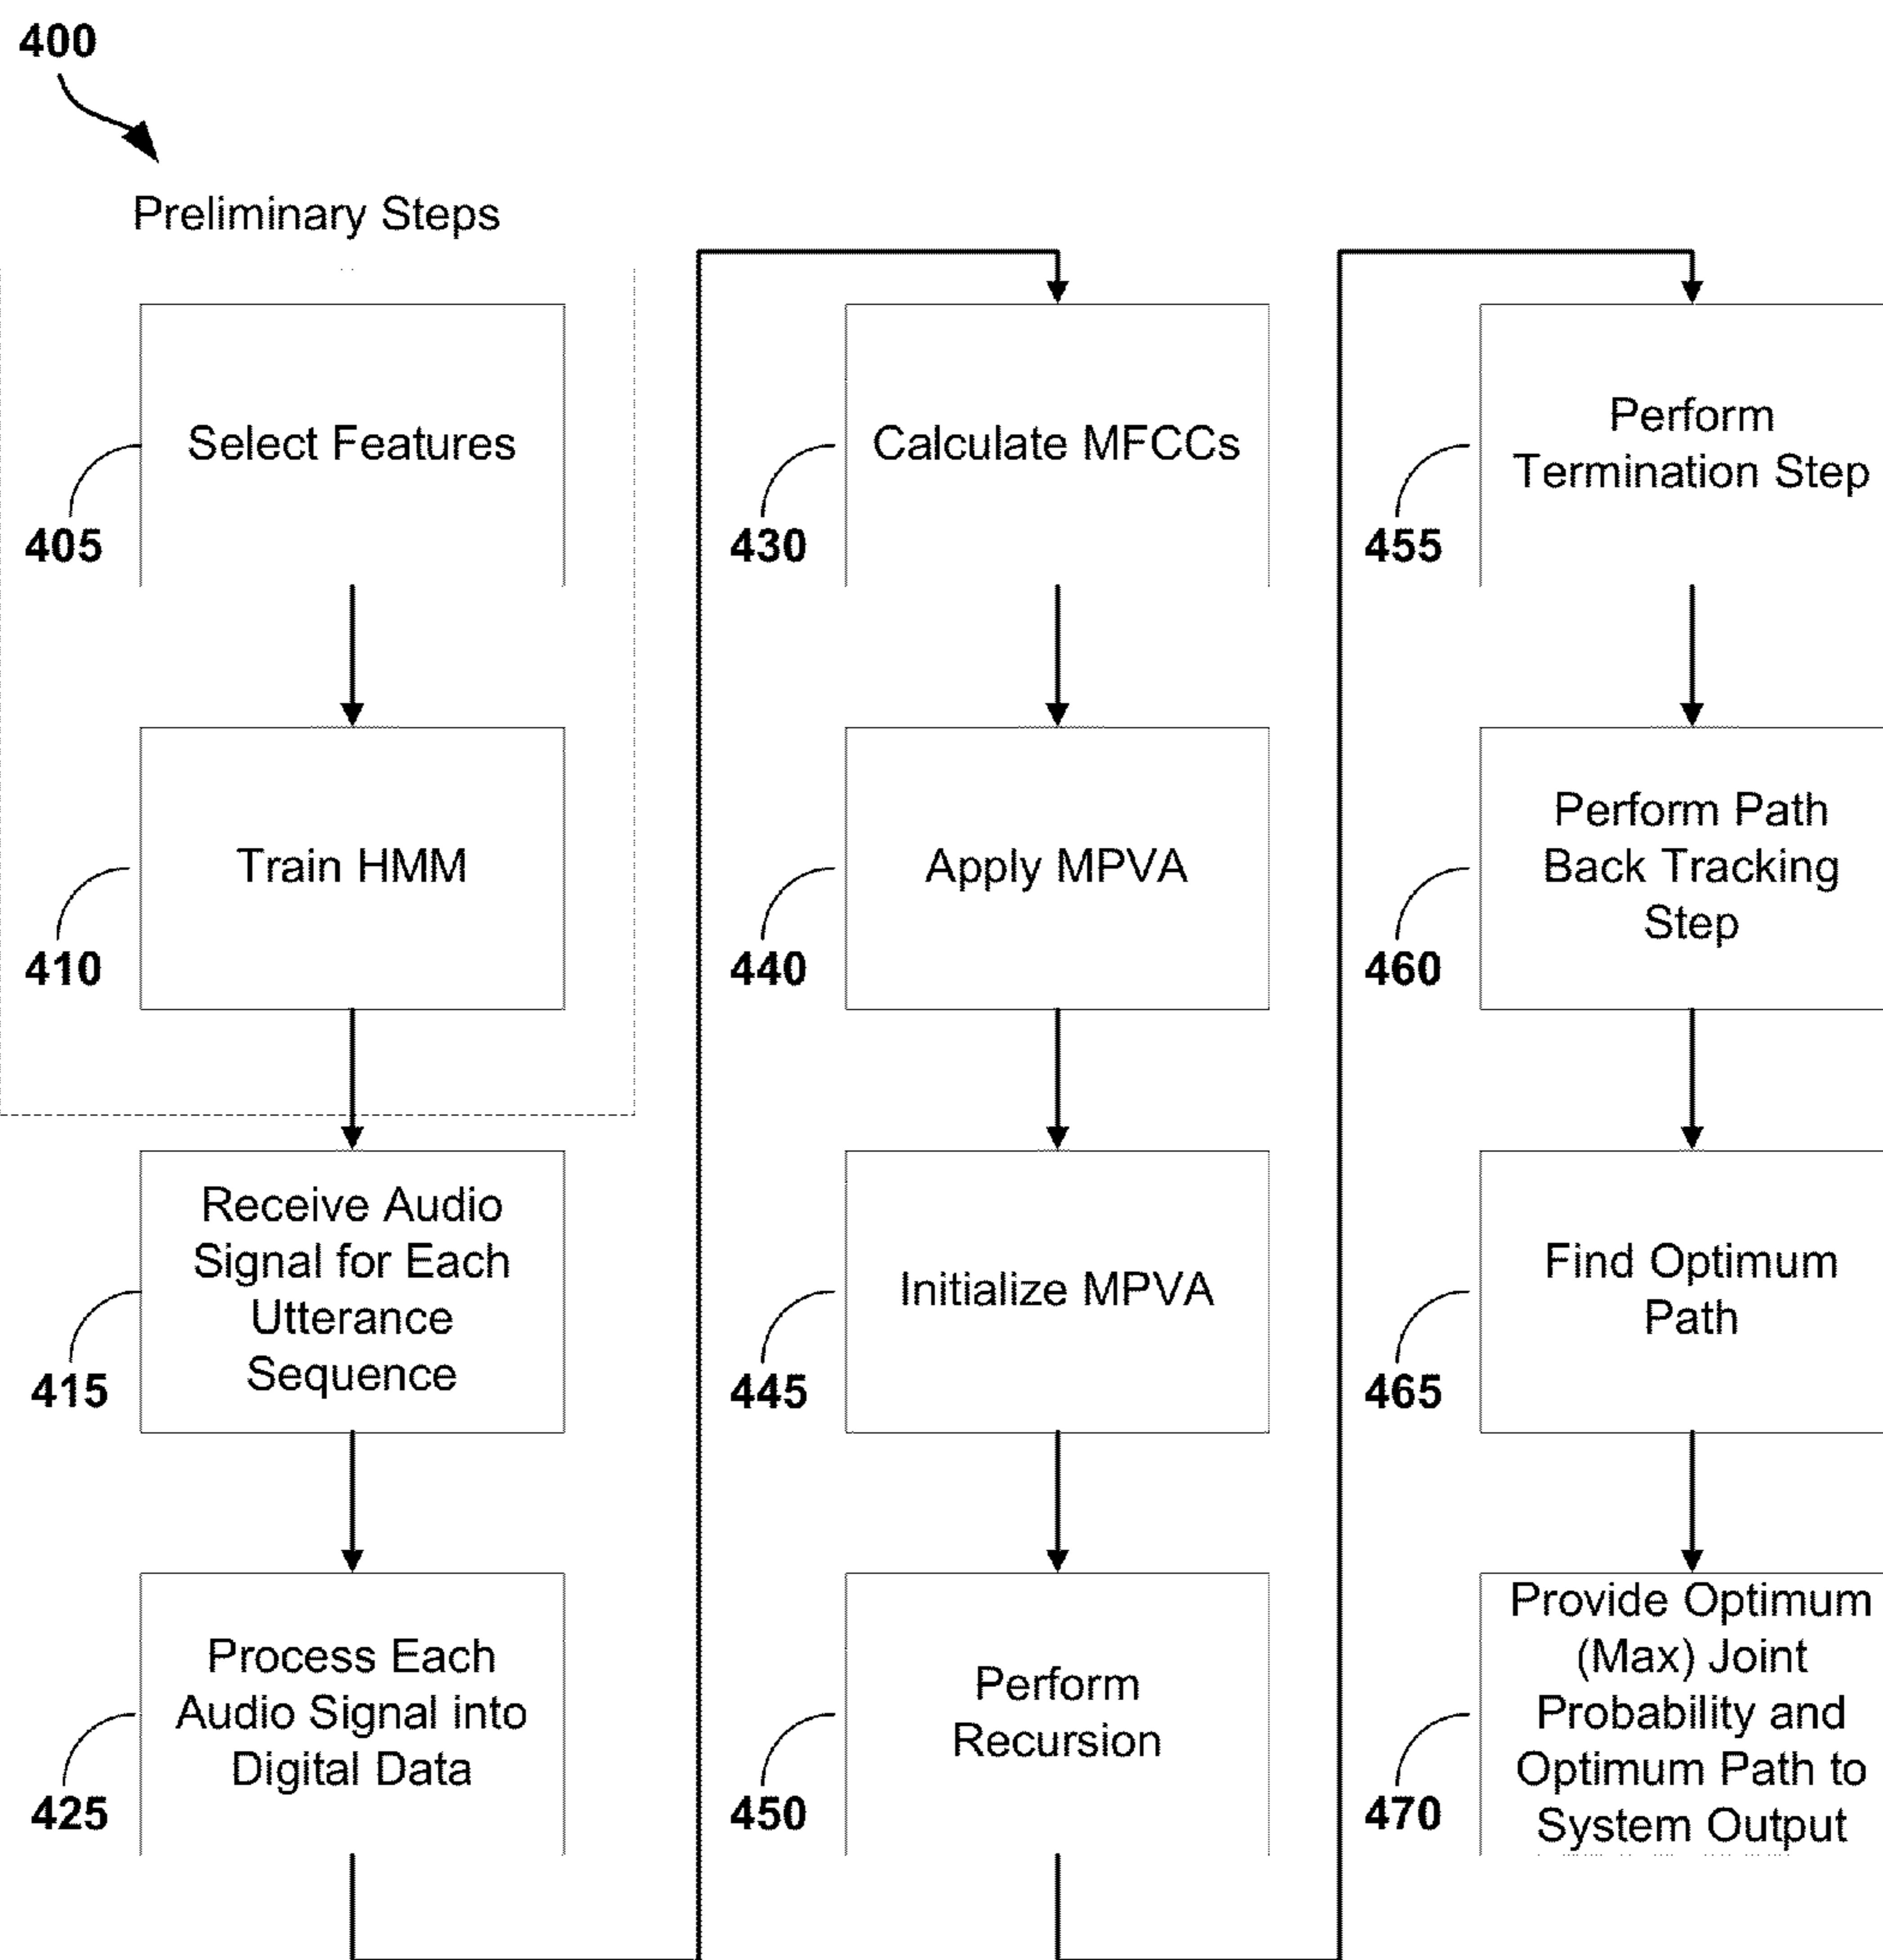 400
Preliminary Steps
Select Features
405
Train HMM
410
Receive Audio
Signal for Each
Utterance
Sequence
415
Process Each
Audio Signal into
Digital Data
425
Calculate MFCCs
430
Apply MPVA
440
Initialize MPVA
445
Perform
Recursion
450
Perform
Termination Step
455
Perform Path
Back Tracking
Step
460
Find Optimum
Path
465
Provide Optimum
(Max) Joint
Probability and
Optimum Path to
System Output
470